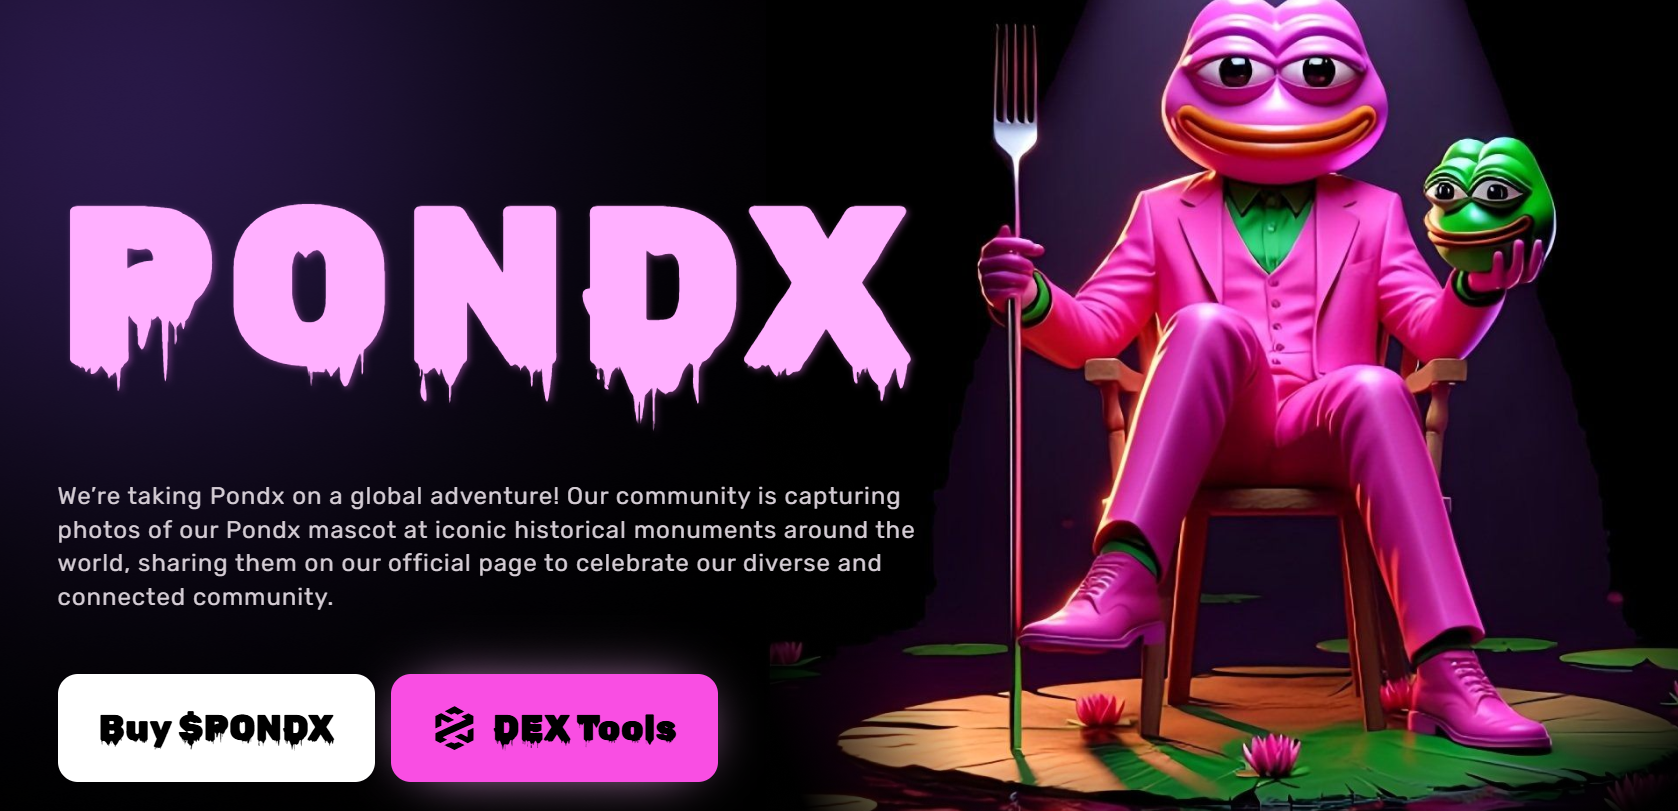 PONDX
We’re taking Pondx on a global adventure! Our community is capturing
photos of our Pondx mascot at iconic historical monuments around the
world, sharing them on our official page to celebrate our diverse and
connected community.
Buy $PONDX
DEX Tools